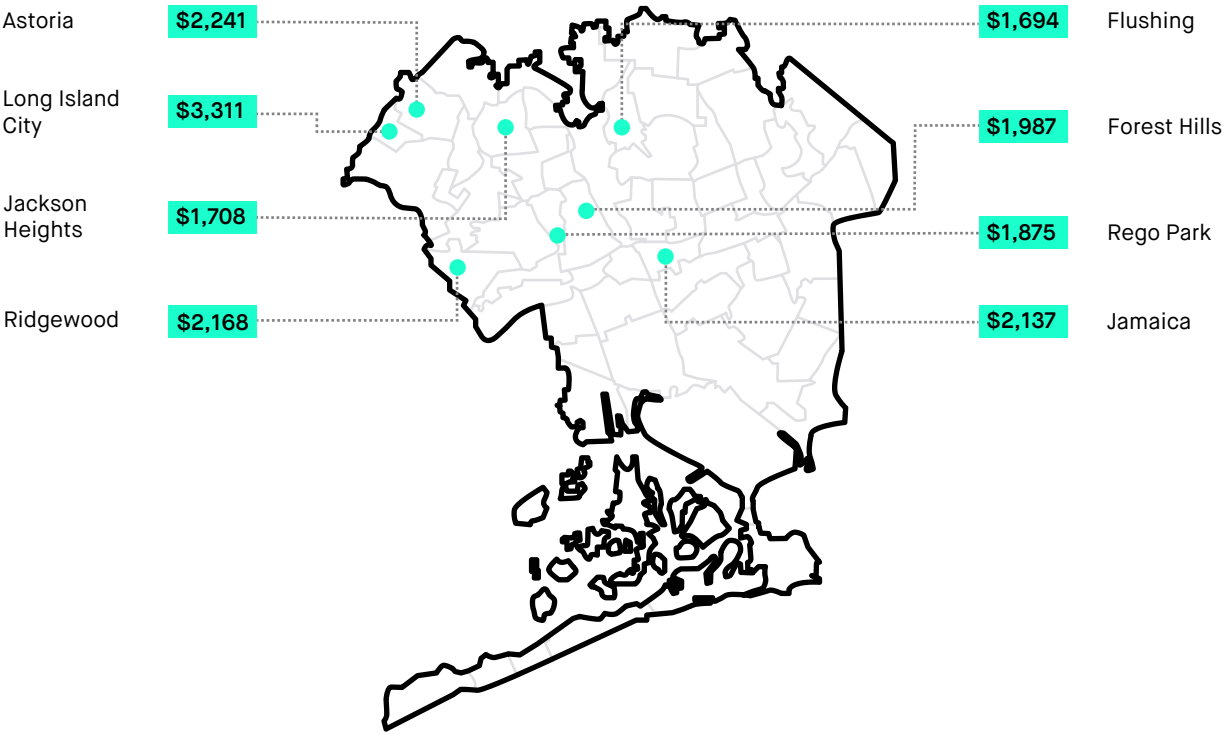 Astoria
$2,241
Long Island
City
$3,311
Jackson
Heights
$1,708
Ridgewood
$2,168
$1,694
Flushing
$1,987
Forest Hills
$1,875
Rego Park
$2,137
Jamaica